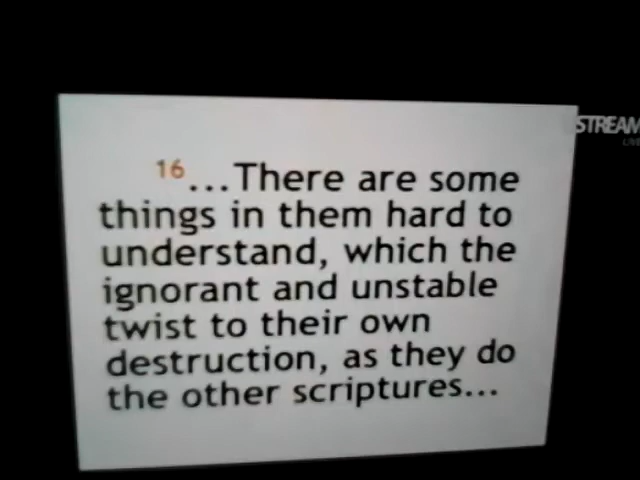 STREAM
LIVE
16...There are some
things in them hard to
understand, which the
ignorant and unstable
twist to their own
destruction, as they do
the other scriptures...